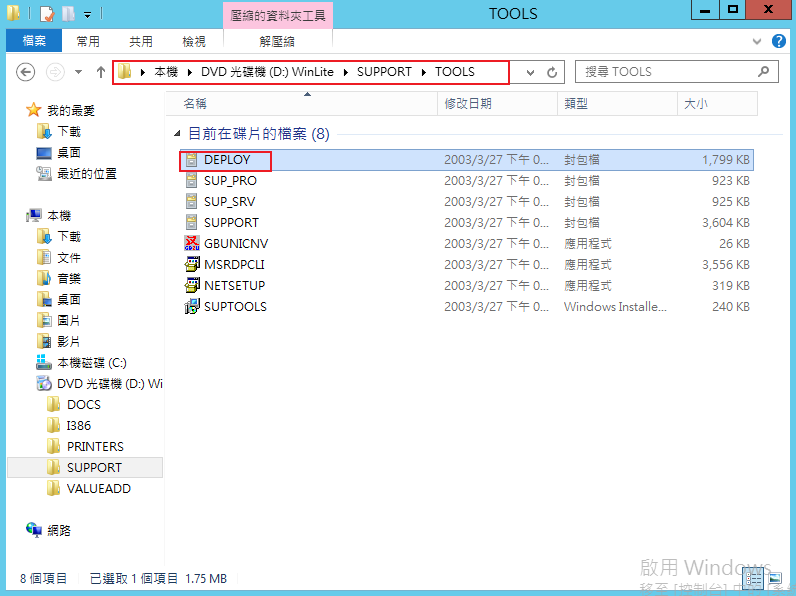 壓縮的資料夾工具
TOOLS
檔案 常用 共用 檢視 解壓縮
本機 DVD 光碟機 (D:) WinLite SUPPORT TOOLS
搜尋 TOOLS
名稱 修改日期 類型 大小
目前在碟片的檔案 (8)
DEPLOY 2003/3/27 下午 0... 封包檔 1,799 KB
SUP_PRO 2003/3/27 下午 0... 封包檔 923 KB
SUP_SRV 2003/3/27 下午 0... 封包檔 925 KB
SUPPORT 2003/3/27 下午 0... 封包檔 3,604 KB
GBUNICNV 2003/3/27 下午 0... 應用程式 26 KB
MSRDPCLI 2003/3/27 下午 0... 應用程式 3,556 KB
NETSETUP 2003/3/27 下午 0... 應用程式 319 KB
SUPTOOLS 2003/3/27 下午 0... Windows Installe... 240 KB
我的最愛
下載
桌面
最近的位置
本機
下載
文件
音樂
桌面
圖片
影片
本機磁碟 (C:)
DVD 光碟機 (D:) Wi
DOCS
I386
PRINTERS
SUPPORT
VALUEADD
網路
8 個項目 已選取 1 個項目 1.75 MB
啟用 Windows